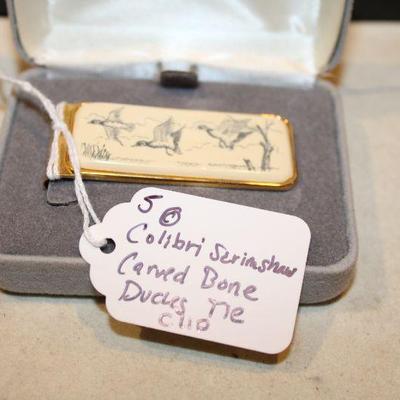 5 ©
Colibri Scrimshaw
Carved Bone
Ducks Tie
Clip